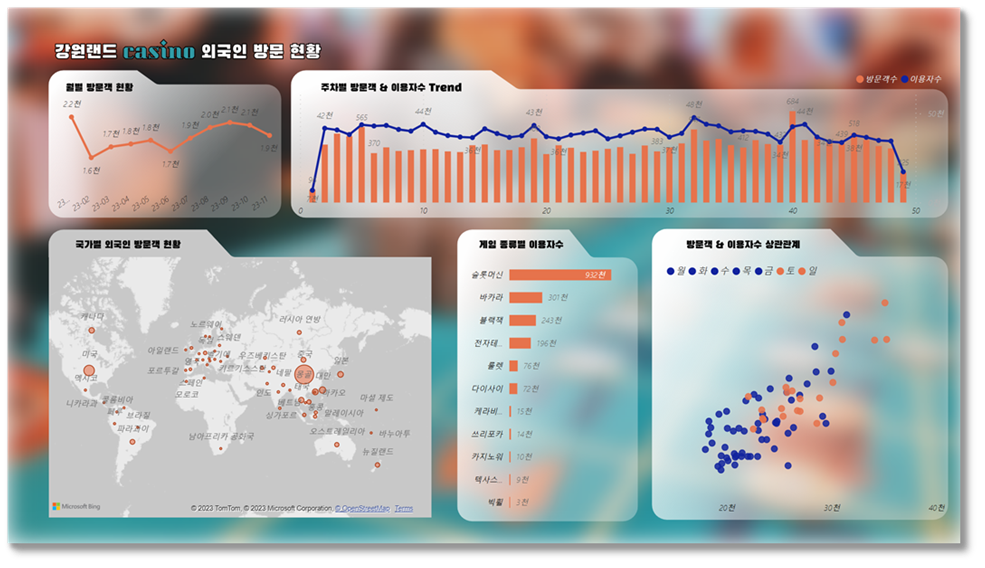 강원랜드 casino 외국인 방문 현황
월별 방문객 현황
2.2천
1.6천
1.7천
1.8천
1.8천
1.7천
1.9천
2.0천
2.1천
2.1천
1.9천
23-02
23-03
23-04
23-05
23-06
23-07
23-08
23-09
23-10
23-11
주차별 방문객 & 이용자수 Trend
방문객수 이용자수
42천
565
370
44천
43천
383
48천
684
44천
439
518
17천
50천
0
10
20
30
40
50
국가별 외국인 방문객 현황
캐나다
미국
멕시코
니카라과
콜롬비아
페루
브라질
파라과이
노르웨이
스웨덴
아일랜드
포르투갈
스페인
모로코
러시아 연방
우즈베키스탄
키르기스스탄
네팔
인도
중국
몽골
일본
대만
마카오
홍콩
태국
베트남
싱가포르
말레이시아
마셜 제도
바누아투
오스트레일리아
뉴질랜드
남아프리카 공화국
Microsoft Bing
© 2023 TomTom, © 2023 Microsoft Corporation, © OpenStreetMap Terms
게임 종류별 이용자수
슬롯머신 932천
바카라 301천
블랙잭 243천
전자테... 196천
룰렛 76천
다이사이 72천
캐리비... 15천
쓰리포카 14천
카지노워 10천
텍사스... 9천
빅휠 3천
방문객 & 이용자수 상관관계
월 화 수 목 금 토 일
20천
30천
40천